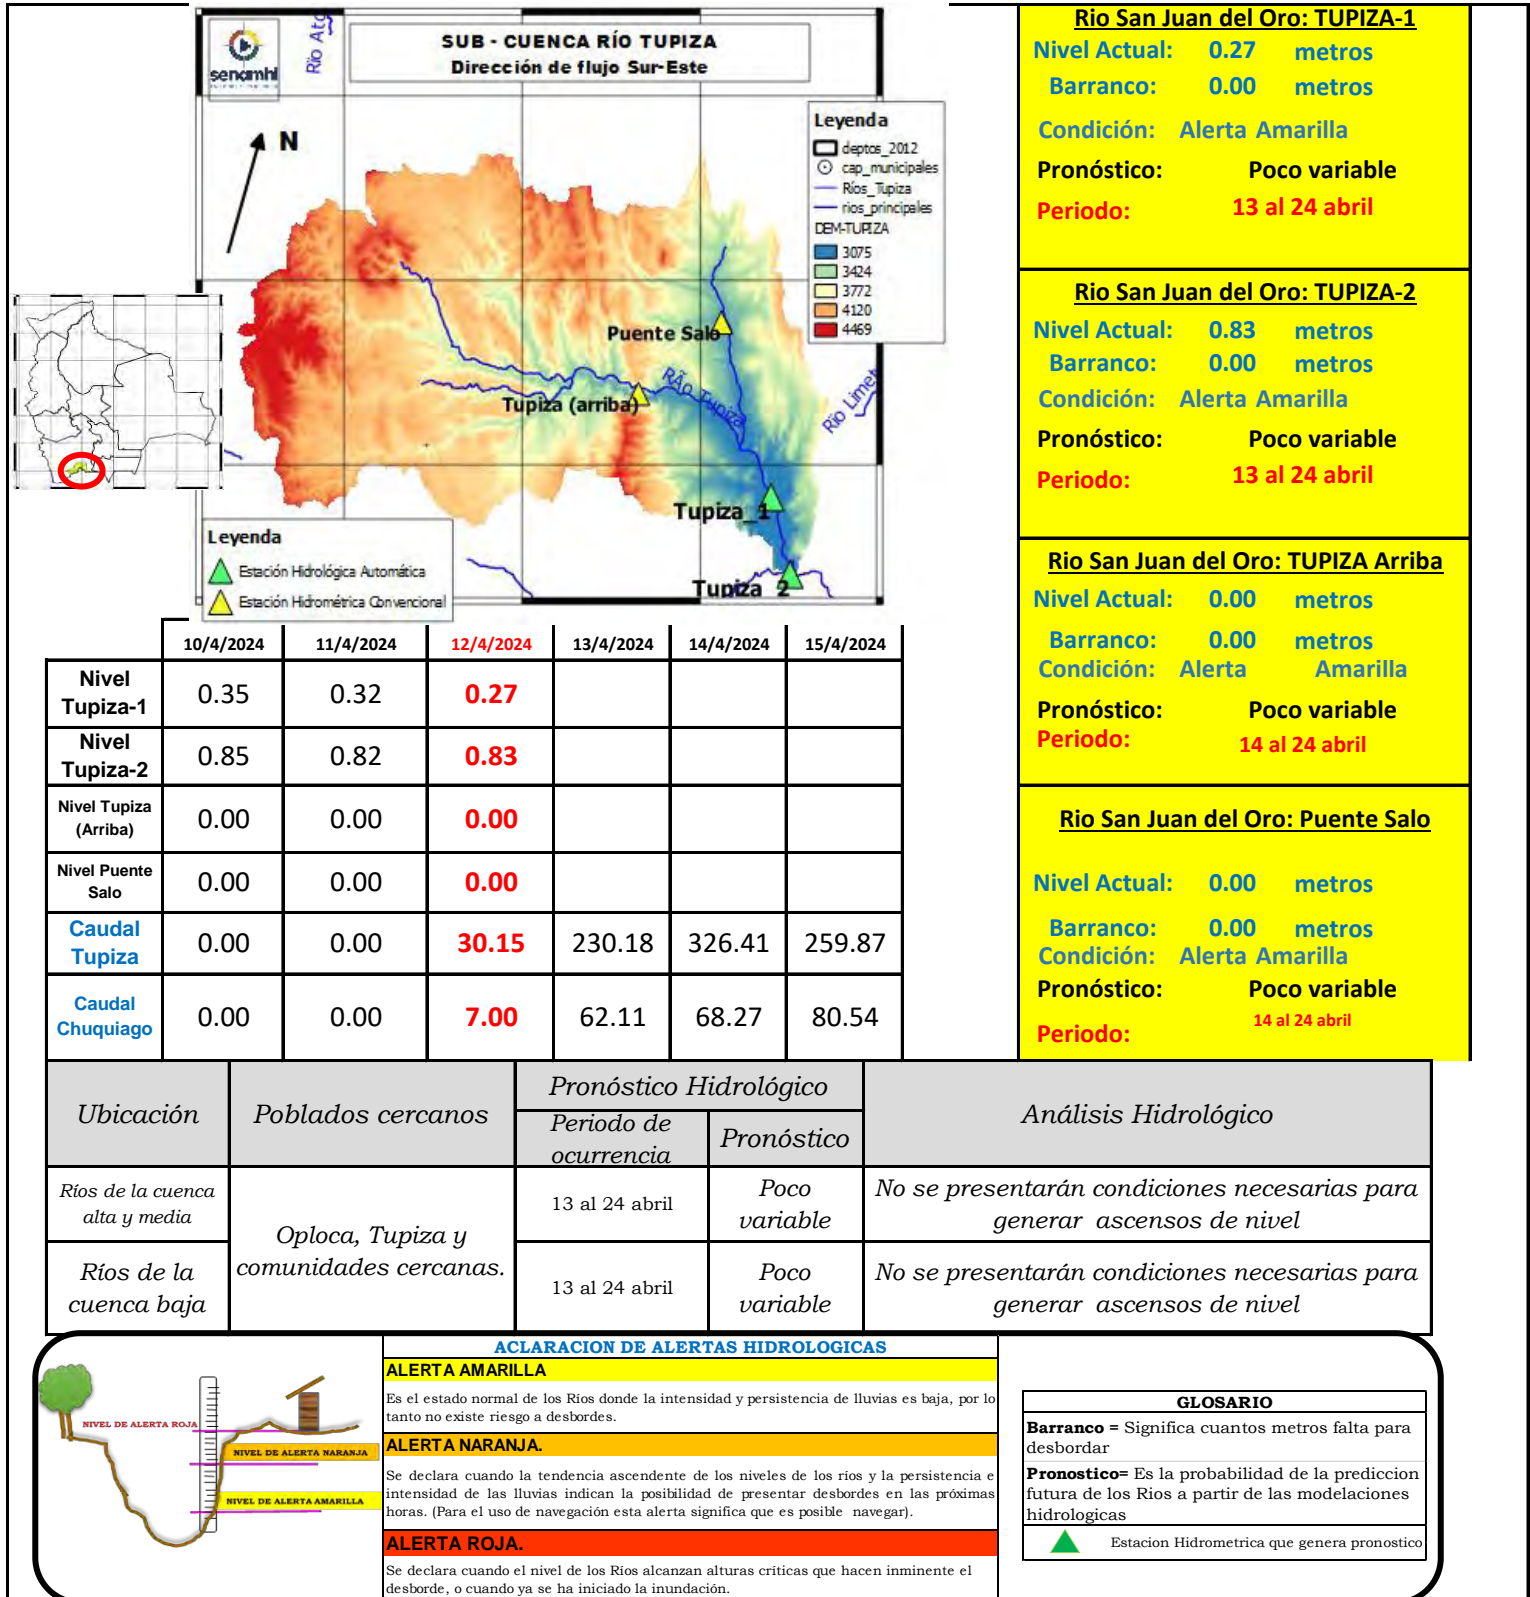 senamhi
Río Ato
SUB - CUENCA RÍO TUPIZA
Dirección de flujo Sur-Este
N
Leyenda
deptos_2012
cap_municipales
Ríos_Tupiza
rios_principales
DEM-TUPIZA
3075
3424
3772
4120
4469
Puente Salo
RÃo Tupiza
Tupiza (arriba)
Río Limet
Tupiza_1
Tupiza_2
Leyenda
Estación Hidrológica Automática
Estación Hidrométrica Convencional
Rio San Juan del Oro: TUPIZA-1
Nivel Actual: 0.27 metros
Barranco: 0.00 metros
Condición: Alerta Amarilla
Pronóstico: Poco variable
Periodo: 13 al 24 abril
Rio San Juan del Oro: TUPIZA-2
Nivel Actual: 0.83 metros
Barranco: 0.00 metros
Condición: Alerta Amarilla
Pronóstico: Poco variable
Periodo: 13 al 24 abril
Rio San Juan del Oro: TUPIZA Arriba
Nivel Actual: 0.00 metros
Barranco: 0.00 metros
Condición: Alerta Amarilla
Pronóstico: Poco variable
Periodo: 14 al 24 abril
Rio San Juan del Oro: Puente Salo
Nivel Actual: 0.00 metros
Barranco: 0.00 metros
Condición: Alerta Amarilla
Pronóstico: Poco variable
Periodo: 14 al 24 abril
10/4/2024 11/4/2024 12/4/2024 13/4/2024 14/4/2024 15/4/2024
Nivel
Tupiza-1 0.35 0.32 0.27
Nivel
Tupiza-2 0.85 0.82 0.83
Nivel Tupiza
(Arriba) 0.00 0.00 0.00
Nivel Puente
Salo 0.00 0.00 0.00
Caudal
Tupiza 0.00 0.00 30.15 230.18 326.41 259.87
Caudal
Chuquiago 0.00 0.00 7.00 62.11 68.27 80.54
Ubicación
Poblados cercanos
Pronóstico Hidrológico
Periodo de
ocurrencia
Pronóstico
Análisis Hidrológico
Ríos de la cuenca
alta y media
Oploca, Tupiza y
comunidades cercanas.
13 al 24 abril
Poco
variable
No se presentarán condiciones necesarias para
generar ascensos de nivel
Ríos de la
cuenca baja
13 al 24 abril
Poco
variable
No se presentarán condiciones necesarias para
generar ascensos de nivel
NIVEL DE ALERTA ROJA
NIVEL DE ALERTA NARANJA
NIVEL DE ALERTA AMARILLA
ACLARACION DE ALERTAS HIDROLOGICAS
ALERTA AMARILLA
Es el estado normal de los Ríos donde la intensidad y persistencia de lluvias es baja, por lo
tanto no existe riesgo a desbordes.
ALERTA NARANJA.
Se declara cuando la tendencia ascendente de los niveles de los ríos y la persistencia e
intensidad de las lluvias indican la posibilidad de presentar desbordes en las próximas
horas. (Para el uso de navegación esta alerta significa que es posible navegar).
ALERTA ROJA.
Se declara cuando el nivel de los Ríos alcanzan alturas críticas que hacen inminente el
desborde, o cuando ya se ha iniciado la inundación.
GLOSARIO
Barranco = Significa cuantos metros falta para
desbordar
Pronostico= Es la probabilidad de la prediccion
futura de los Rios a partir de las modelaciones
hidrologicas
Estacion Hidrometrica que genera pronostico